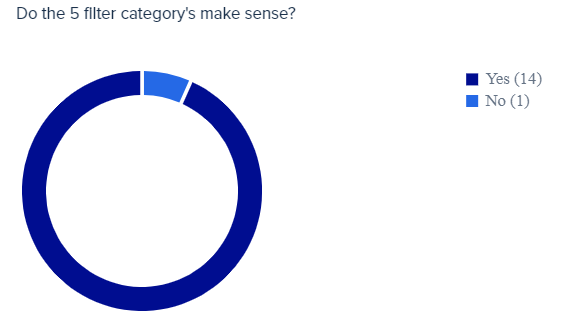 Do the 5 fIlter category's make sense?
Yes (14)
No (1)